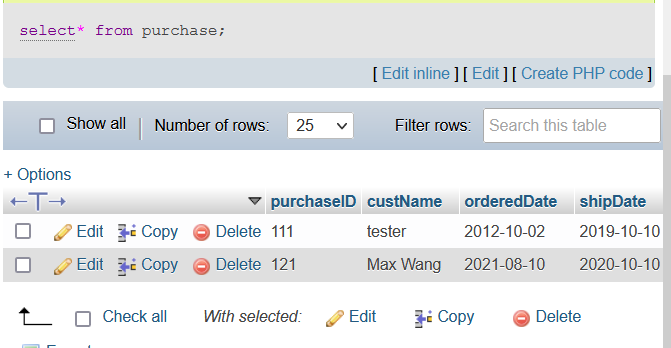 select* from purchase;
[ Edit inline ] [ Edit ] [ Create PHP code ]
Show all Number of rows: 25 Filter rows: Search this table
+ Options
←T→ purchaseID custName orderedDate shipDate
Edit Copy Delete 111 tester 2012-10-02 2019-10-10
Edit Copy Delete 121 Max Wang 2021-08-10 2020-10-10
Check all With selected: Edit Copy Delete